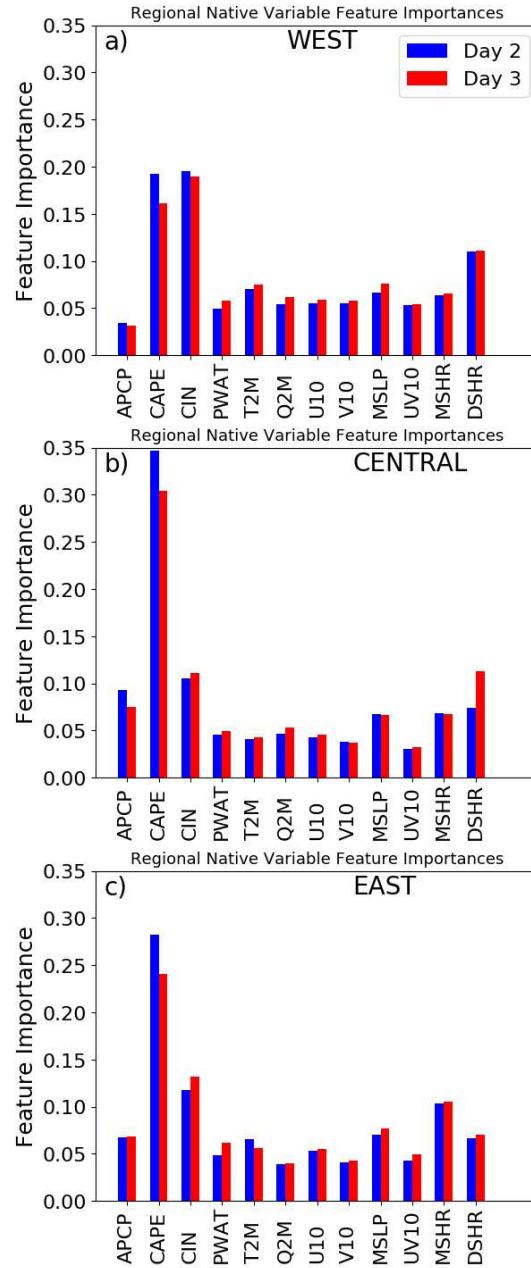 Regional Native Variable Feature Importances
a)
WEST
Day 2
Day 3
Feature Importance
0.35
0.30
0.25
0.20
0.15
0.10
0.05
0.00
APCP
CAPE
CIN
PWAT
T2M
Q2M
U10
V10
MSLP
UV10
MSHR
DSHR
Regional Native Variable Feature Importances
b)
CENTRAL
Feature Importance
0.35
0.30
0.25
0.20
0.15
0.10
0.05
0.00
APCP
CAPE
CIN
PWAT
T2M
Q2M
U10
V10
MSLP
UV10
MSHR
DSHR
Regional Native Variable Feature Importances
c)
EAST
Feature Importance
0.35
0.30
0.25
0.20
0.15
0.10
0.05
0.00
APCP
CAPE
CIN
PWAT
T2M
Q2M
U10
V10
MSLP
UV10
MSHR
DSHR